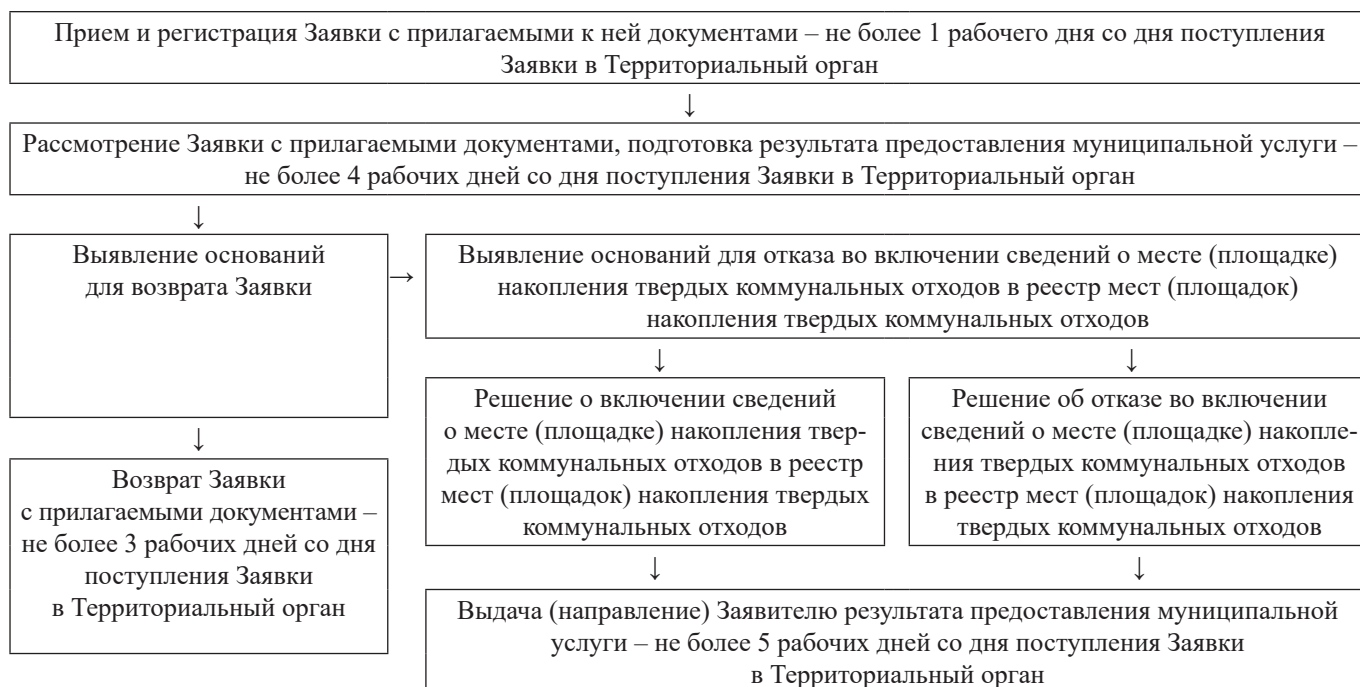 Прием и регистрация Заявки с прилагаемыми к ней документами – не более 1 рабочего дня со дня поступления
Заявки в Территориальный орган
↓
Рассмотрение Заявки с прилагаемыми документами, подготовка результата предоставления муниципальной услуги –
не более 4 рабочих дней со дня поступления Заявки в Территориальный орган
↓
Выявление оснований
для возврата Заявки
→
Выявление оснований для отказа во включении сведений о месте (площадке)
накопления твердых коммунальных отходов в реестр мест (площадок)
накопления твердых коммунальных отходов
↓
↓
Решение о включении сведений
о месте (площадке) накопления твер-
дых коммунальных отходов в реестр
мест (площадок) накопления твердых
коммунальных отходов
Решение об отказе во включении
сведений о месте (площадке) накопле-
ния твердых коммунальных отходов
в реестр мест (площадок) накопления
твердых коммунальных отходов
↓
Возврат Заявки
с прилагаемыми документами –
не более 3 рабочих дней со дня
поступления Заявки
в Территориальный орган
↓
↓
Выдача (направление) Заявителю результата предоставления муниципальной
услуги – не более 5 рабочих дней со дня поступления Заявки
в Территориальный орган